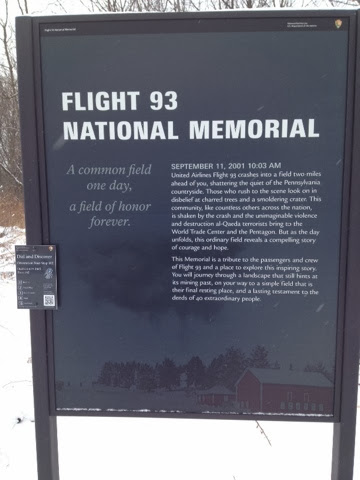 Flight 93 National Memorial
FLIGHT 93
NATIONAL MEMORIAL
A common field
one day,
a field of honor
forever.
SEPTEMBER 11, 2001 10:03 AM
United Airlines Flight 93 crashes into a field two miles
ahead of you, shattering the quiet of the Pennsylvania
countryside. Those who rush to the scene look on in
disbelief at charred trees and a smoldering crater. This
community, like countless others across the nation,
is shaken by the crash and the unimaginable violence
and destruction al-Qaeda terrorists bring to the
World Trade Center and the Pentagon. But as the day
unfolds, this ordinary field reveals a compelling story
of courage and hope.
This Memorial is a tribute to the passengers and crew
of Flight 93 and a place to explore this inspiring story.
You will journey through a landscape that still hints at
its mining past, on your way to a simple field that is
their final resting place, and a lasting testament to the
deeds of 40 extraordinary people.
Dial and Discover